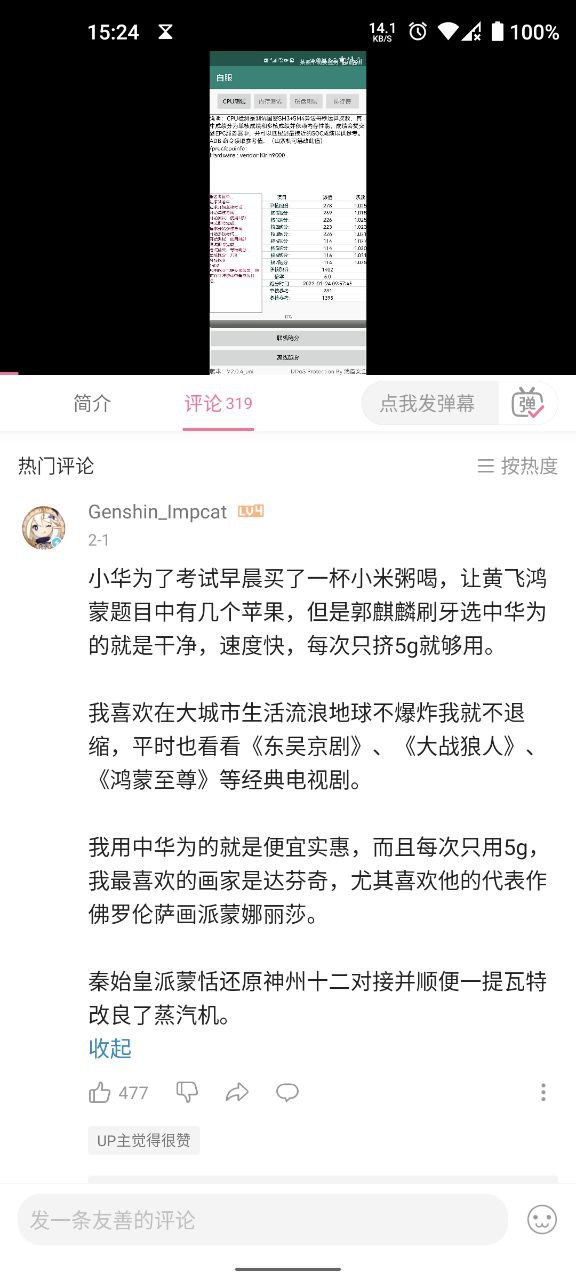 15:24
14.1
KB/S
100%
白眼
CPU测试
Hardware : vendor Kirin9000
简介
评论 319
点我发弹幕
弹
热门评论
按热度
Genshin_Impcat LV4
2-1
小华为了考试早晨买了一杯小米粥喝，让黄飞鸿
蒙题目中有几个苹果，但是郭麒麟刷牙选中华为
的就是干净，速度快，每次只挤5g就够用。
我喜欢在大城市生活流浪地球不爆炸我就不退
缩，平时也看看《东吴京剧》、《大战狼人》、
《鸿蒙至尊》等经典电视剧。
我用中华为的就是便宜实惠，而且每次只用5g，
我最喜欢的画家是达芬奇，尤其喜欢他的代表作
佛罗伦萨画派蒙娜丽莎。
秦始皇派蒙恬还原神州十二对接并顺便一提瓦特
改良了蒸汽机。
收起
477
UP主觉得很赞
发一条友善的评论